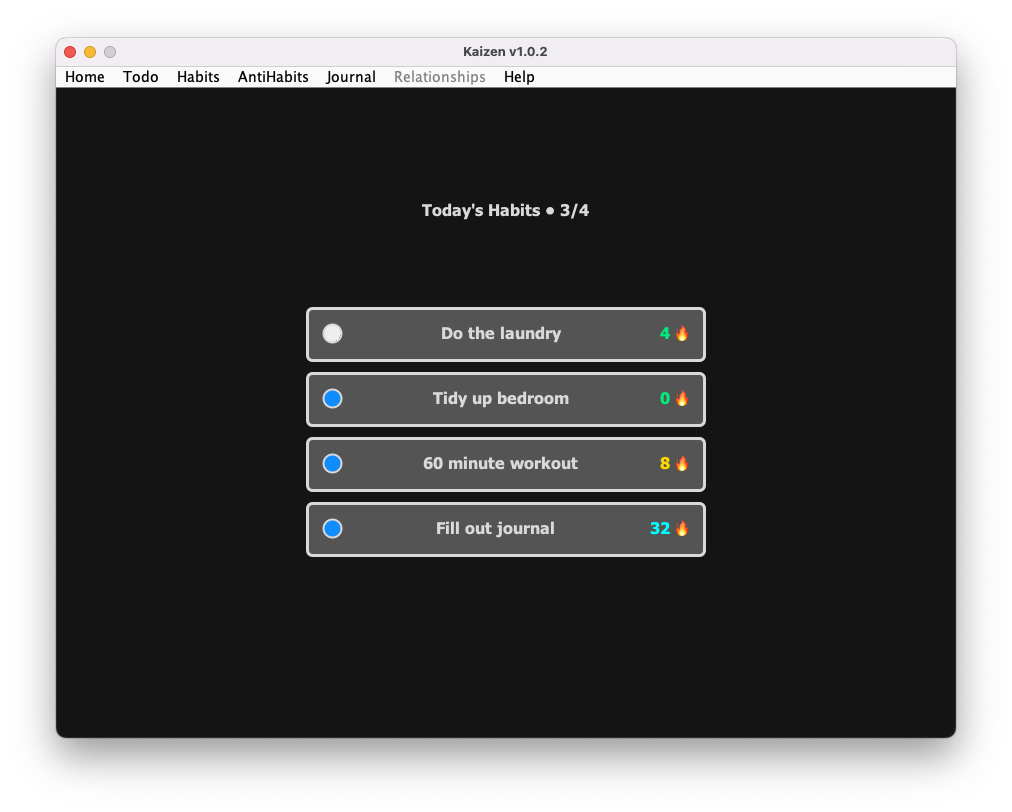 Kaizen v1.0.2
Home Todo Habits AntiHabits Journal Relationships Help
Today's Habits • 3/4
Do the laundry 4 🔥
Tidy up bedroom 0 🔥
60 minute workout 8 🔥
Fill out journal 32 🔥